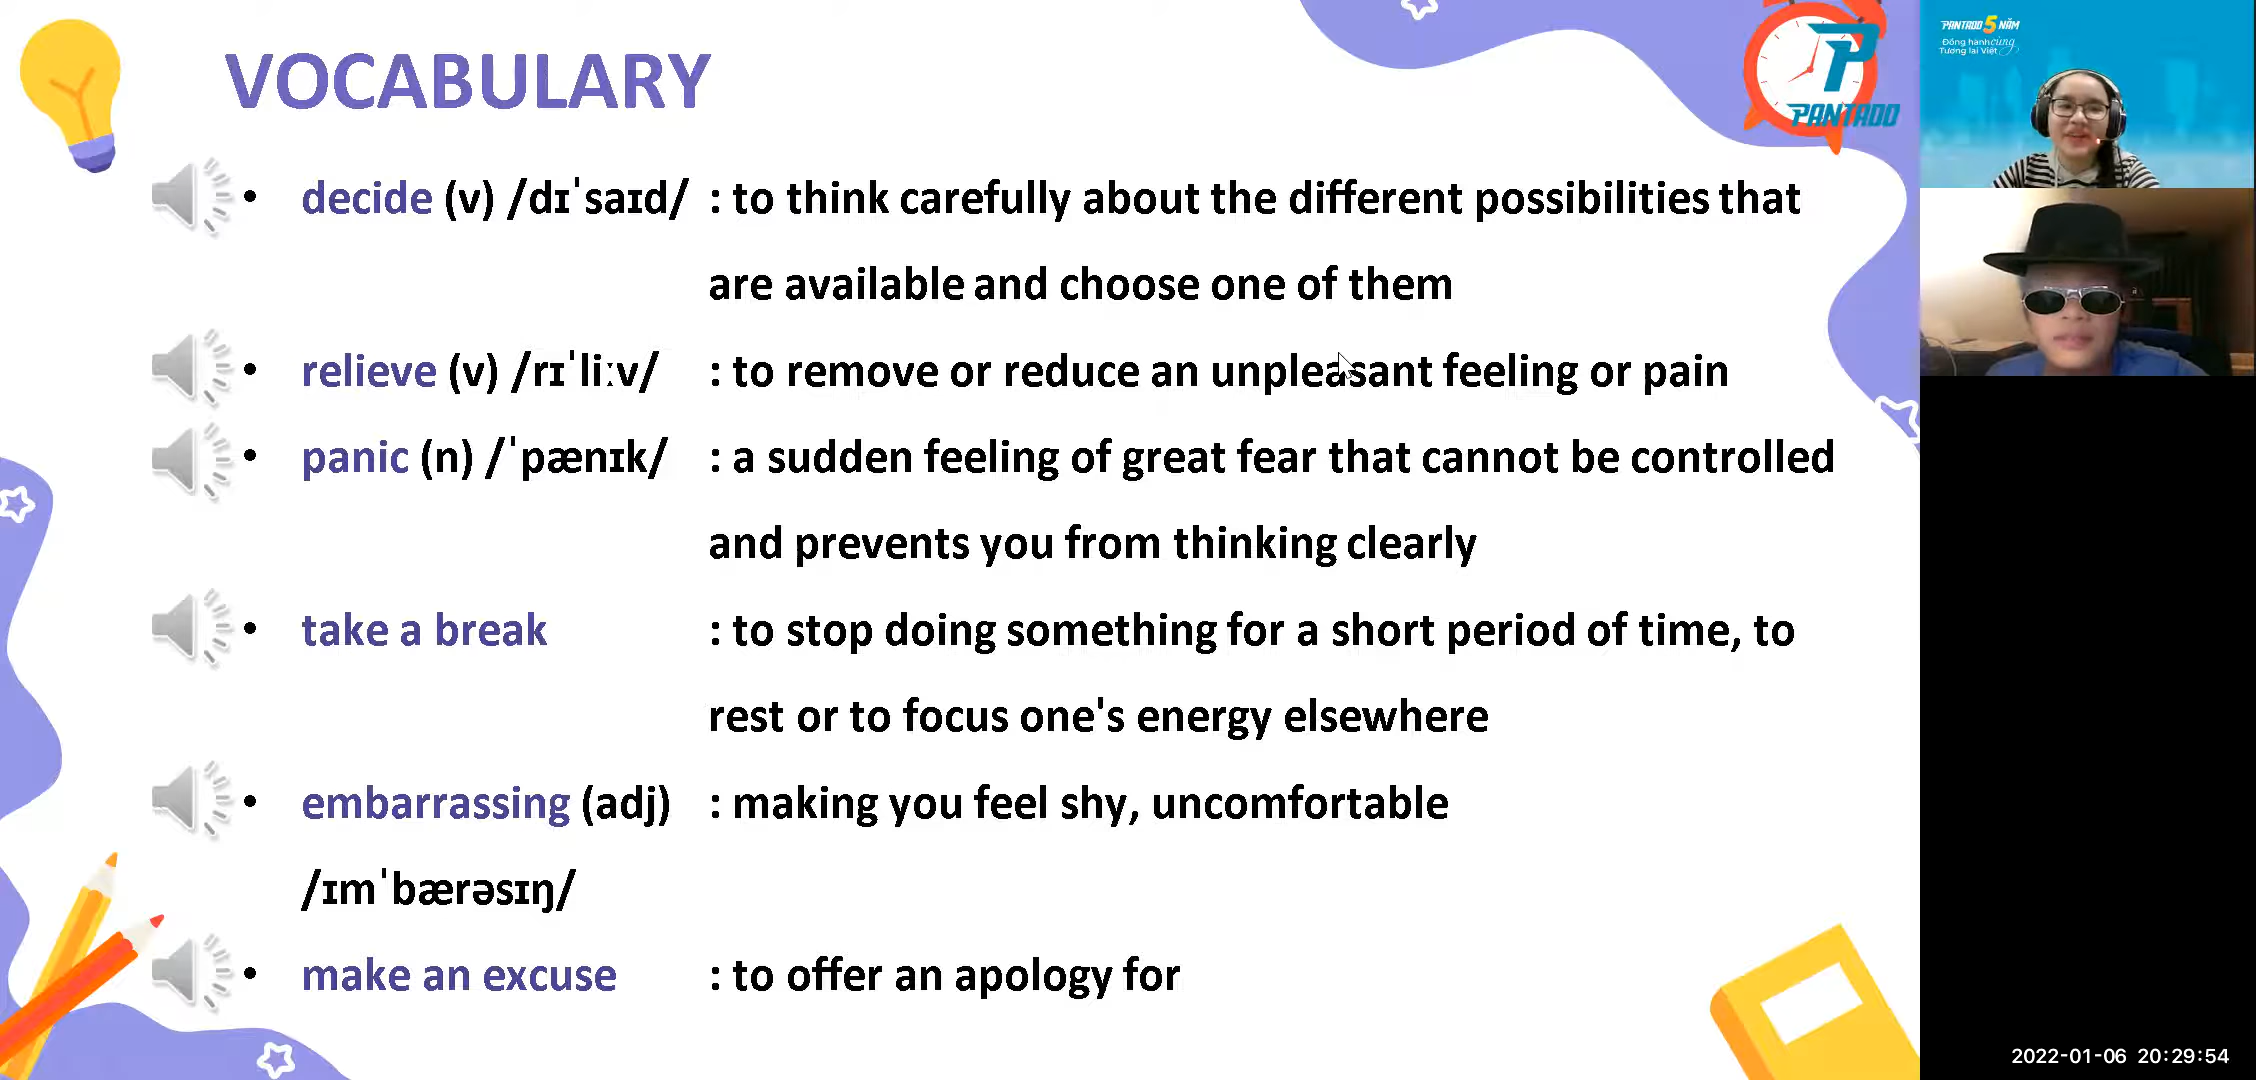 VOCABULARY
PANTADO
PANTADO 5 NĂM
Đồng hành cùng
Tương lai Việt
• decide (v) /dɪˈsaɪd/ : to think carefully about the different possibilities that
are available and choose one of them
• relieve (v) /rɪˈliːv/ : to remove or reduce an unpleasant feeling or pain
• panic (n) /ˈpænɪk/ : a sudden feeling of great fear that cannot be controlled
and prevents you from thinking clearly
• take a break : to stop doing something for a short period of time, to
rest or to focus one's energy elsewhere
• embarrassing (adj) : making you feel shy, uncomfortable
/ɪmˈbærəsɪŋ/
• make an excuse : to offer an apology for
2022-01-06 20:29:54